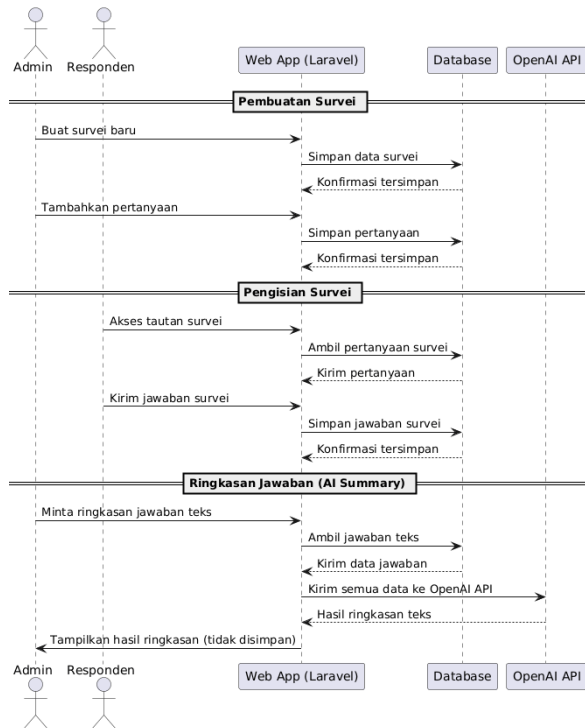 Admin
Responden
Web App (Laravel)
Database
OpenAI API
Pembuatan Survei
Buat survei baru
Simpan data survei
Konfirmasi tersimpan
Tambahkan pertanyaan
Simpan pertanyaan
Konfirmasi tersimpan
Pengisian Survei
Akses tautan survei
Ambil pertanyaan survei
Kirim pertanyaan
Kirim jawaban survei
Simpan jawaban survei
Konfirmasi tersimpan
Ringkasan Jawaban (AI Summary)
Minta ringkasan jawaban teks
Ambil jawaban teks
Kirim data jawaban
Kirim semua data ke OpenAI API
Hasil ringkasan teks
Tampilkan hasil ringkasan (tidak disimpan)
Admin
Responden
Web App (Laravel)
Database
OpenAI API